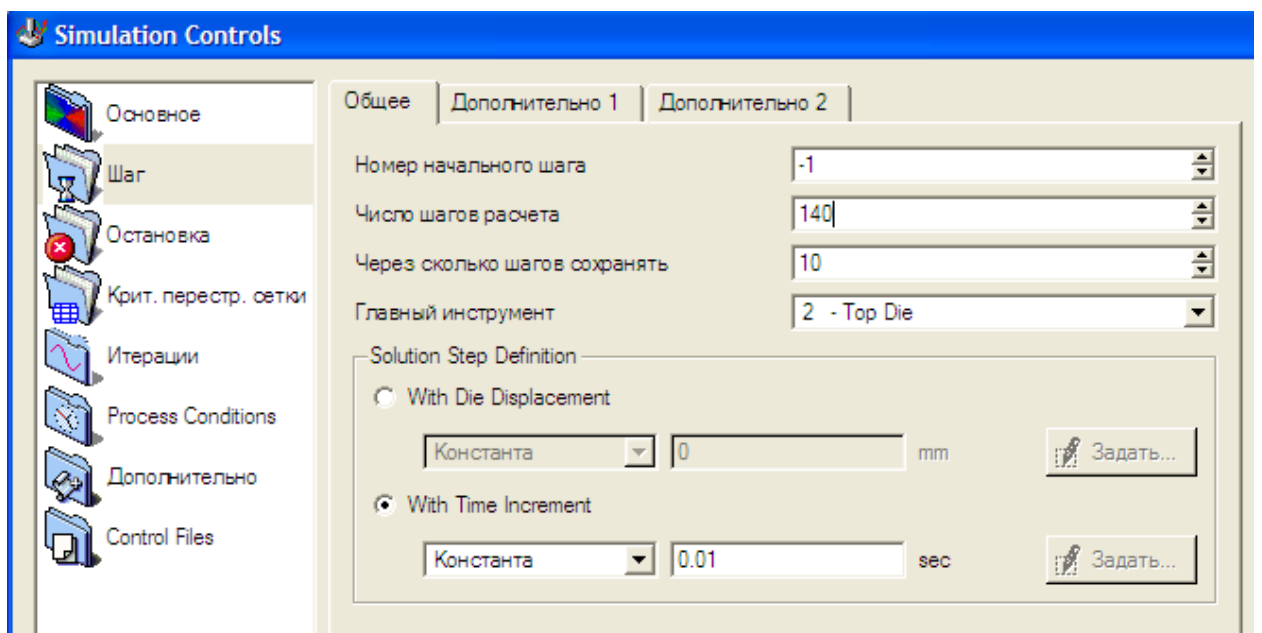 Simulation Controls
Основное
Шаг
Остановка
Крит. перестр. сетки
Итерации
Process Conditions
Дополнительно
Control Files
Общее Дополнительно 1 Дополнительно 2
Номер начального шага -1
Число шагов расчета 140
Через сколько шагов сохранять 10
Главный инструмент 2 - Top Die
Solution Step Definition
With Die Displacement
Константа 0 mm Задать...
With Time Increment
Константа 0.01 sec Задать...